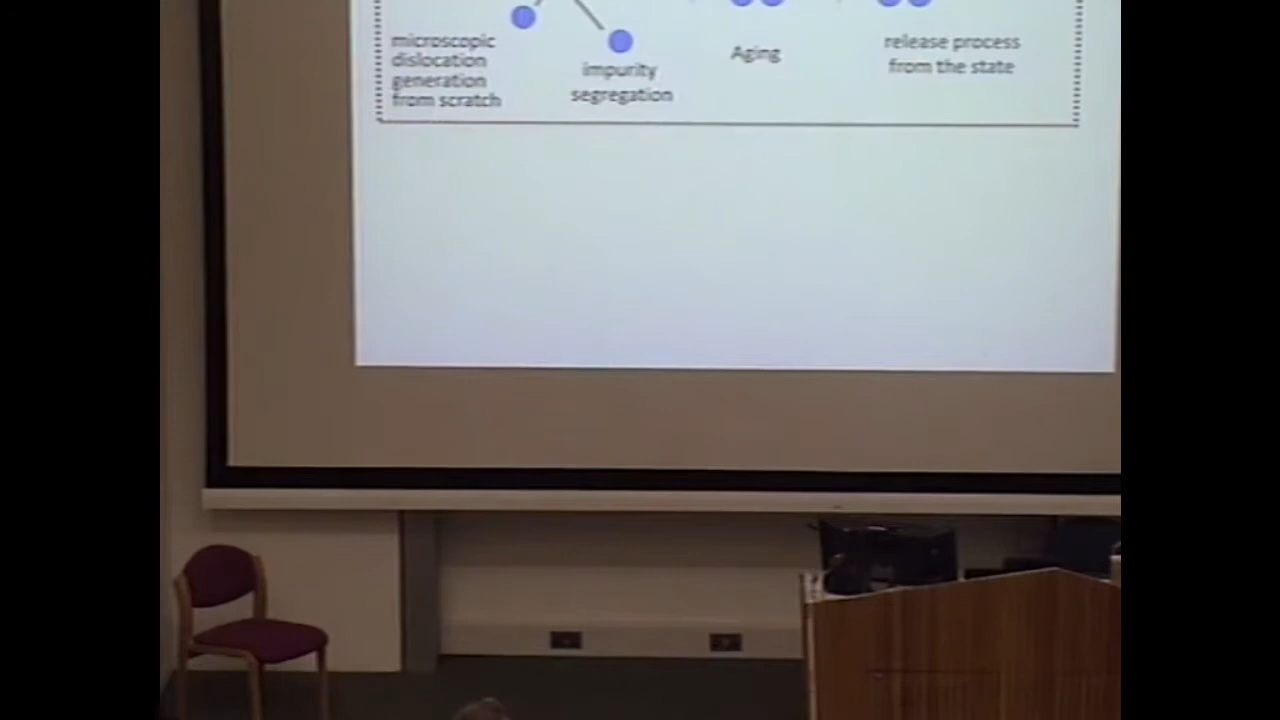 microscopic
dislocation
generation
from scratch
impurity
segregation
Aging
release process
from the state